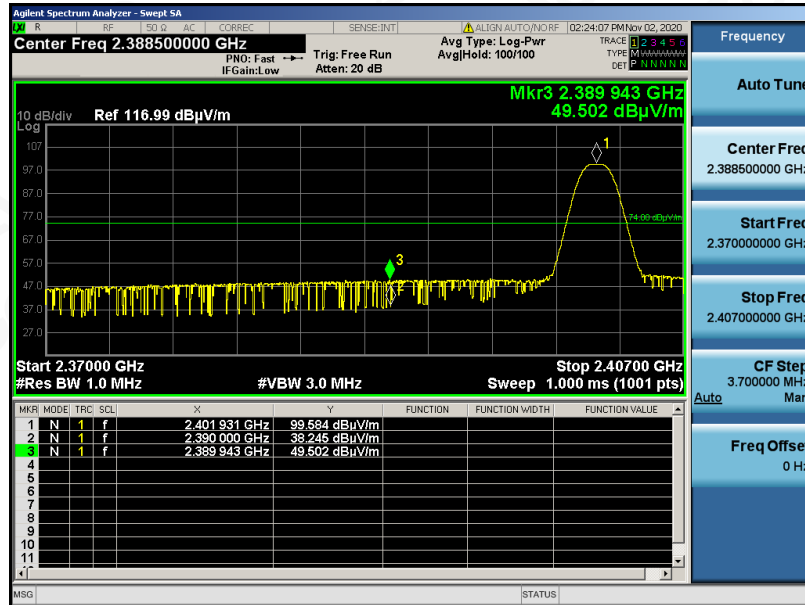 Agilent Spectrum Analyzer - Swept SA
LXI R RF 50 Ω AC CORREC SENSE:INT ALIGN AUTO/NO RF 02:24:07 PM Nov 02, 2020
Center Freq 2.388500000 GHz
PNO: Fast
IFGain:Low
Trig: Free Run
Atten: 20 dB
Avg Type: Log-Pwr
Avg|Hold: 100/100
TRACE 1 2 3 4 5 6
TYPE M WWWWW
DET P N N N N N
Mkr3 2.389 943 GHz
49.502 dBµV/m
10 dB/div Ref 116.99 dBµV/m
Log
107
97.0
87.0
77.0
67.0
57.0
47.0
37.0
27.0
1
74.00 dBµV/m
3
2
Start 2.37000 GHz Stop 2.40700 GHz
#Res BW 1.0 MHz #VBW 3.0 MHz Sweep 1.000 ms (1001 pts)
MKR MODE TRC SCL X Y FUNCTION FUNCTION WIDTH FUNCTION VALUE
1 N 1 f 2.401 931 GHz 99.584 dBµV/m
2 N 1 f 2.390 000 GHz 38.245 dBµV/m
3 N 1 f 2.389 943 GHz 49.502 dBµV/m
4
5
6
7
8
9
10
11
MSG STATUS
Frequency
Auto Tune
Center Freq
2.388500000 GHz
Start Freq
2.370000000 GHz
Stop Freq
2.407000000 GHz
CF Step
3.700000 MHz
Auto Man
Freq Offset
0 Hz